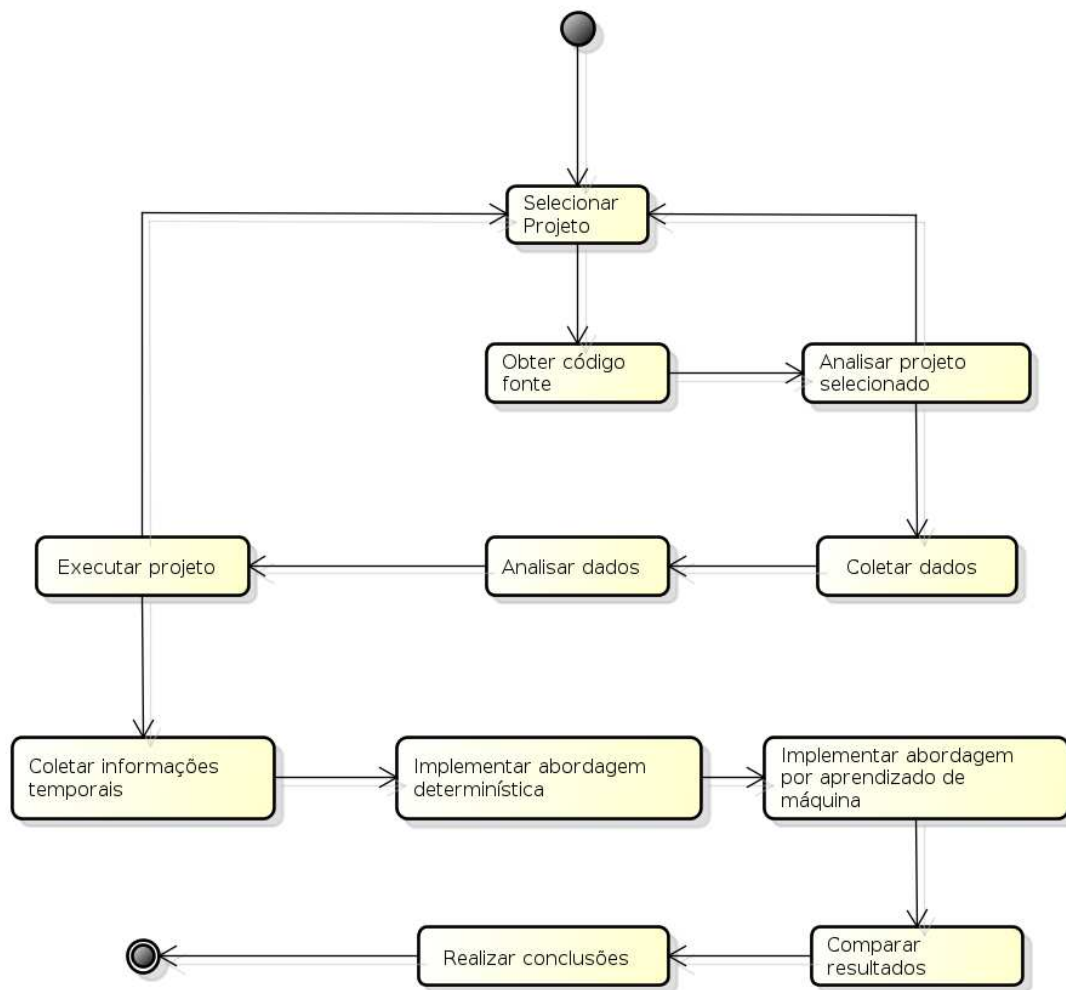 Selecionar
Projeto
Obter código
fonte
Analisar projeto
selecionado
Executar projeto
Analisar dados
Coletar dados
Coletar informações
temporais
Implementar abordagem
determinística
Implementar abordagem
por aprendizado de
máquina
Realizar conclusões
Comparar
resultados